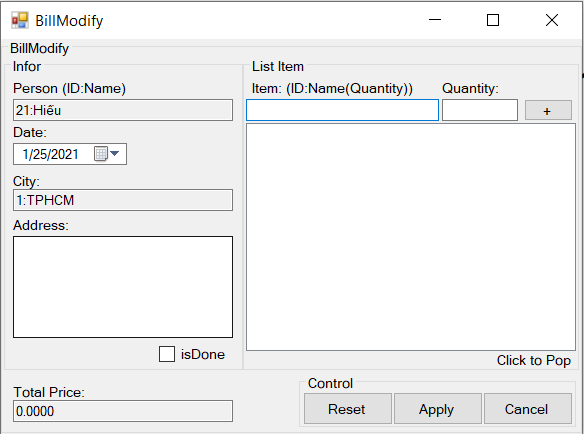 BillModify
BillModify
Infor
Person (ID:Name)
21:Hiếu
Date:
1/25/2021
City:
1:TPHCM
Address:
isDone
List Item
Item: (ID:Name(Quantity))
Quantity:
+
Click to Pop
Total Price:
0.0000
Control
Reset
Apply
Cancel